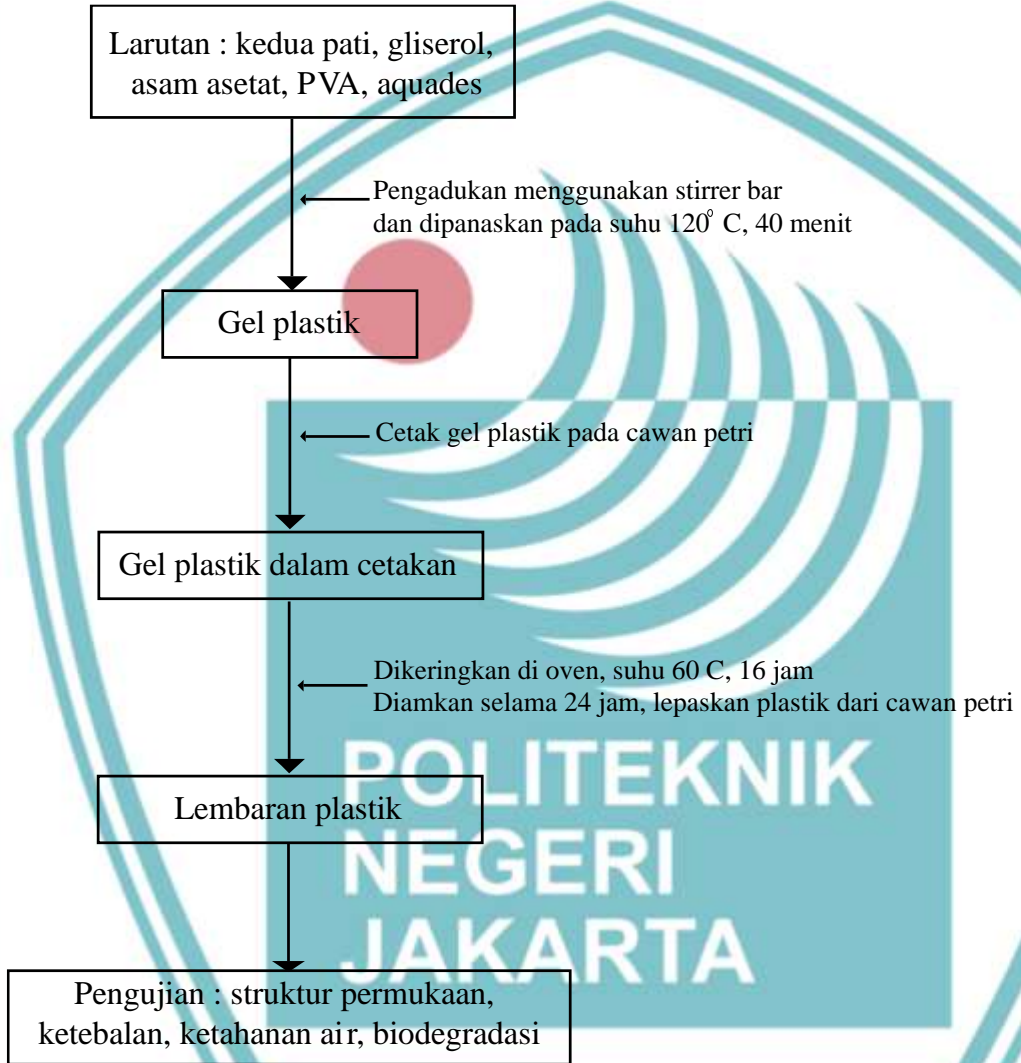 Larutan : kedua pati, gliserol,
asam asetat, PVA, aquades
Pengadukan menggunakan stirrer bar
dan dipanaskan pada suhu 120⁰ C, 40 menit
Gel plastik
Cetak gel plastik pada cawan petri
Gel plastik dalam cetakan
Dikeringkan di oven, suhu 60 C, 16 jam
Diamkan selama 24 jam, lepaskan plastik dari cawan petri
Lembaran plastik
POLITEKNIK
NEGERI
JAKARTA
Pengujian : struktur permukaan,
ketebalan, ketahanan air, biodegradasi